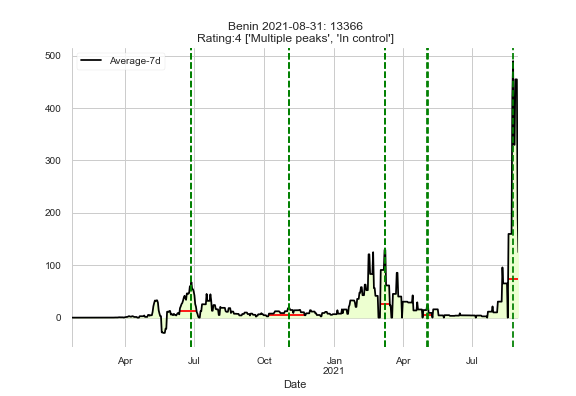 Benin 2021-08-31: 13366
Rating:4 ['Multiple peaks', 'In control']
Average-7d
500
400
300
200
100
0
Apr Jul Oct Jan Apr Jul
2021
Date